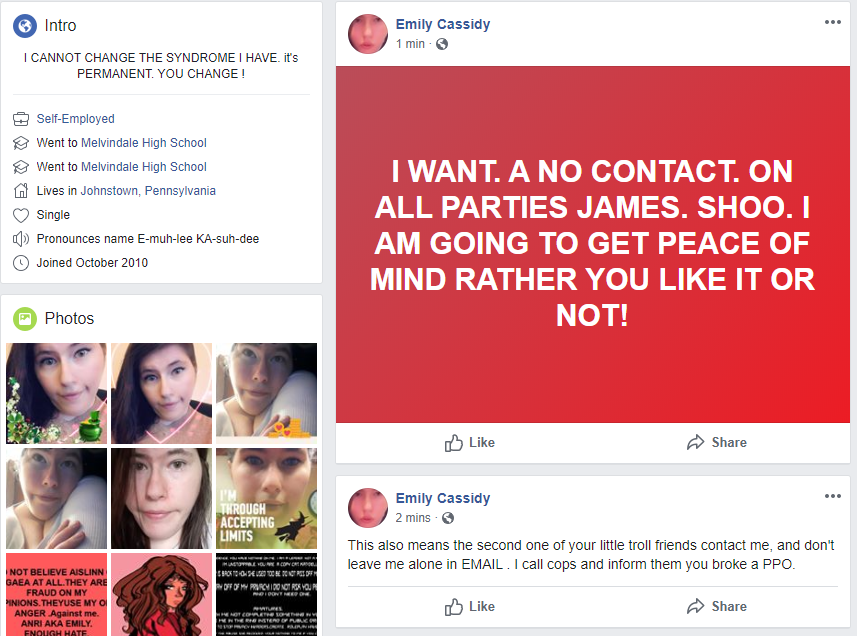 Intro
I CANNOT CHANGE THE SYNDROME I HAVE. it's
PERMANENT. YOU CHANGE !
Self-Employed
Went to Melvindale High School
Went to Melvindale High School
Lives in Johnstown, Pennsylvania
Single
Pronounces name E-muh-lee KA-suh-dee
Joined October 2010
Photos
I'M
THROUGH
ACCEPTING
LIMITS
NOT BELIEVE AISLINN
GAEA AT ALL.THEY ARE
FRAUD ON MY
PINIONS.THEYUSE MY O
ANGER .Against me.
ANRI AKA EMILY.
ENOUGH HATE
Emily Cassidy
1 min ·
I WANT. A NO CONTACT. ON
ALL PARTIES JAMES. SHOO. I
AM GOING TO GET PEACE OF
MIND RATHER YOU LIKE IT OR
NOT!
Like
Share
Emily Cassidy
2 mins ·
This also means the second one of your little troll friends contact me, and don't
leave me alone in EMAIL . I call cops and inform them you broke a PPO.
Like
Share